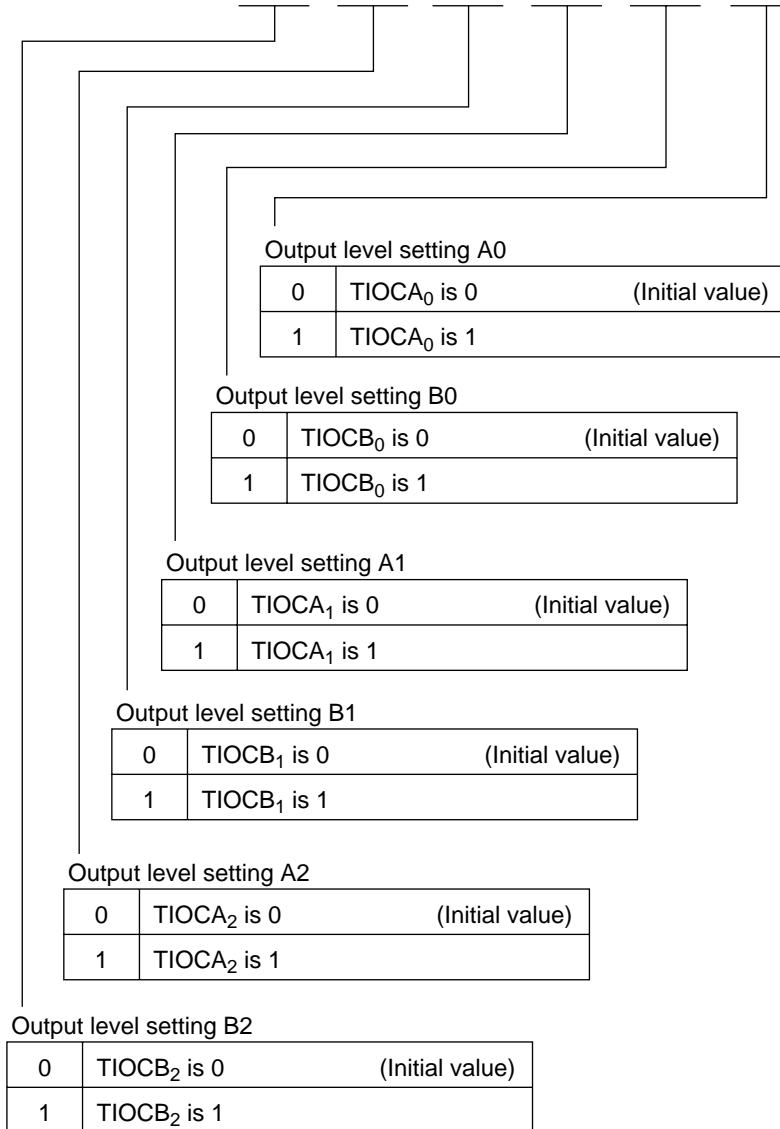 Output level setting A0
0 TIOCA₀ is 0 (Initial value)
1 TIOCA₀ is 1
Output level setting B0
0 TIOCB₀ is 0 (Initial value)
1 TIOCB₀ is 1
Output level setting A1
0 TIOCA₁ is 0 (Initial value)
1 TIOCA₁ is 1
Output level setting B1
0 TIOCB₁ is 0 (Initial value)
1 TIOCB₁ is 1
Output level setting A2
0 TIOCA₂ is 0 (Initial value)
1 TIOCA₂ is 1
Output level setting B2
0 TIOCB₂ is 0 (Initial value)
1 TIOCB₂ is 1